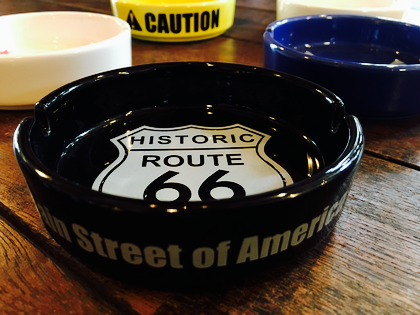 CAUTION
HISTORIC
ROUTE
66
Street of America